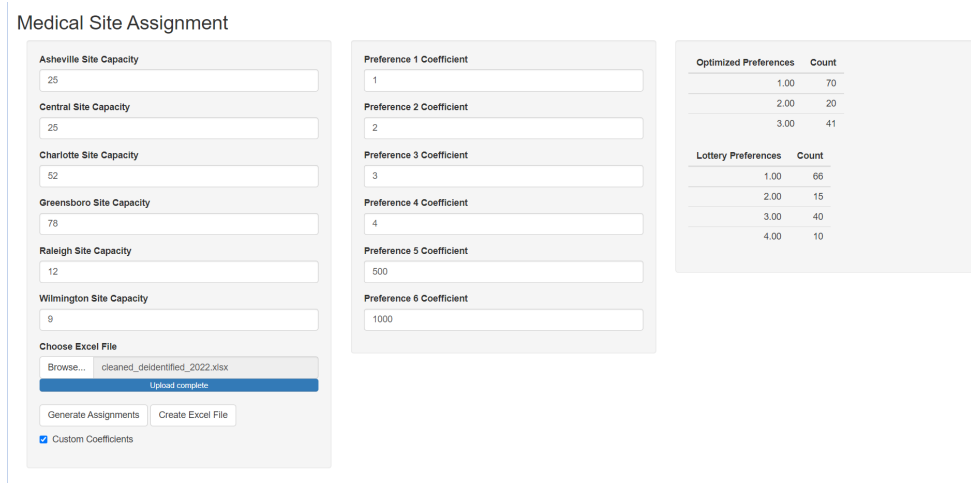 Medical Site Assignment
Asheville Site Capacity
25
Central Site Capacity
25
Charlotte Site Capacity
52
Greensboro Site Capacity
78
Raleigh Site Capacity
12
Wilmington Site Capacity
9
Choose Excel File
Browse... cleaned_deidentified_2022.xlsx
Upload complete
Generate Assignments Create Excel File
Custom Coefficients
Preference 1 Coefficient
1
Preference 2 Coefficient
2
Preference 3 Coefficient
3
Preference 4 Coefficient
4
Preference 5 Coefficient
500
Preference 6 Coefficient
1000
Optimized Preferences Count
1.00 70
2.00 20
3.00 41
Lottery Preferences Count
1.00 66
2.00 15
3.00 40
4.00 10